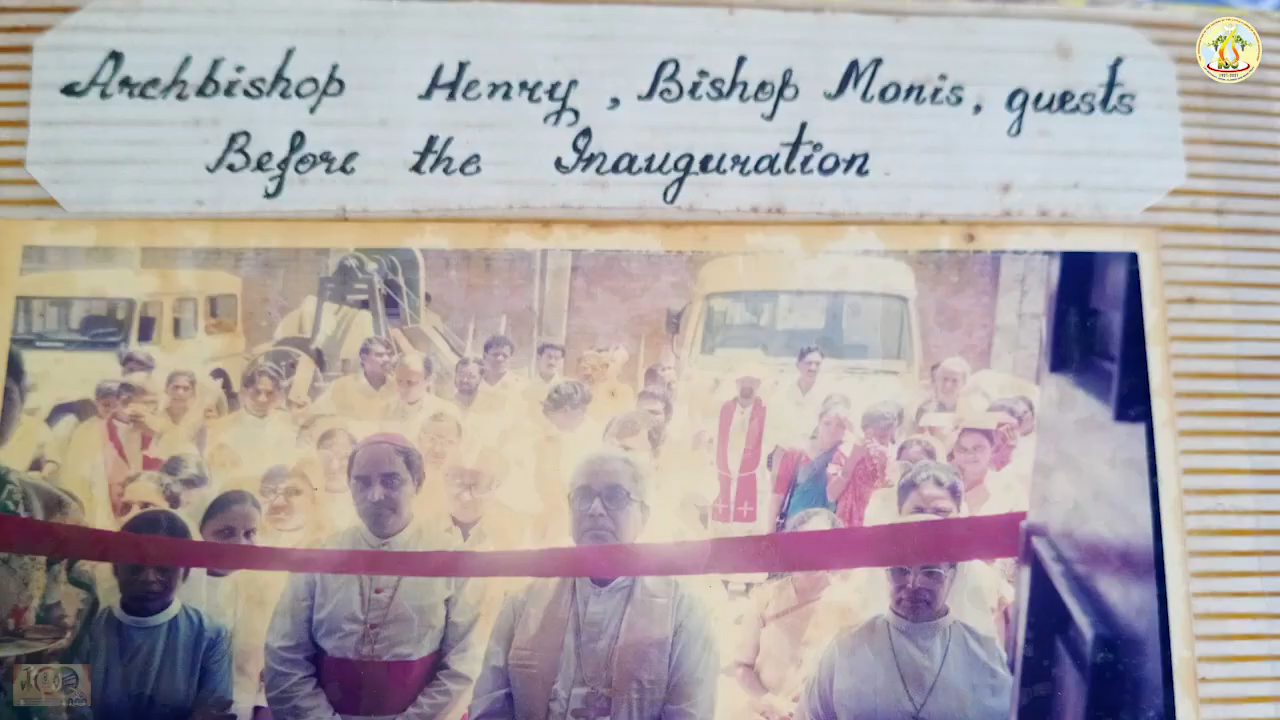 Archbishop Henry, Bishop Monis, guests
Before the Inauguration